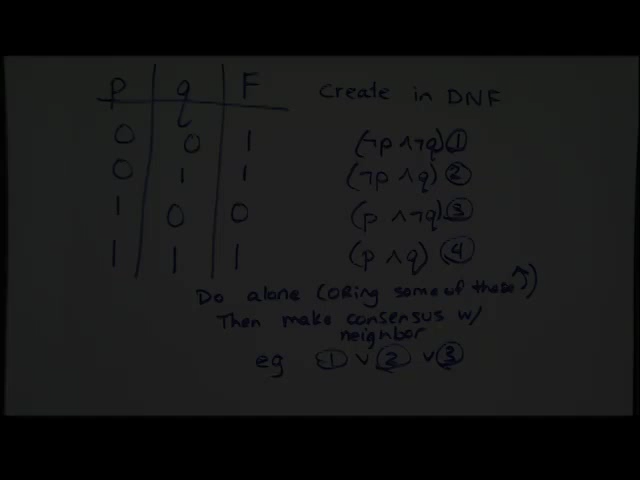 p q F Create in DNF
0 0 1 (¬p ∧ ¬q) ①
0 1 1 (¬p ∧ q) ②
1 0 0 (p ∧ ¬q) ③
1 1 1 (p ∧ q) ④
Do alone (ORing some of these ↑)
Then make consensus w/
neighbor
eg ① ∨ ② ∨ ③